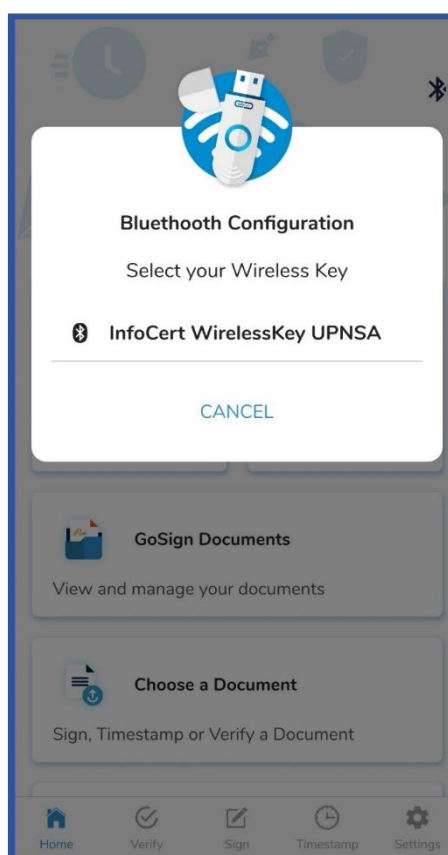 Bluethooth Configuration
Select your Wireless Key
InfoCert WirelessKey UPNSA
CANCEL
GoSign Documents
View and manage your documents
Choose a Document
Sign, Timestamp or Verify a Document
Home Verify Sign Timestamp Settings